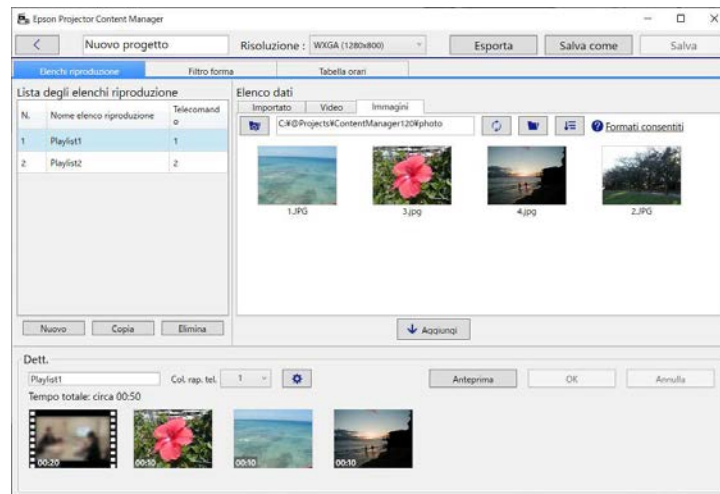 Epson Projector Content Manager
Nuovo progetto
Risoluzione :
WXGA (1280x800)
Esporta
Salva come
Salva
Elenchi riproduzione
Filtro forma
Tabella orari
Lista degli elenchi riproduzione
N.
Nome elenco riproduzione
Telecomand
o
1
Playlist1
1
2
Playlist2
2
Nuovo
Copia
Elimina
Elenco dati
Importato
Video
Immagini
C:¥@Projects¥ContentManager120¥photo
Formati consentiti
1.JPG
3.jpg
4.jpg
2.JPG
Aggiungi
Dett.
Playlist1
Col. rap. tel.
1
Anteprima
OK
Annulla
Tempo totale: circa 00:50
00:20
00:10
00:10
00:10